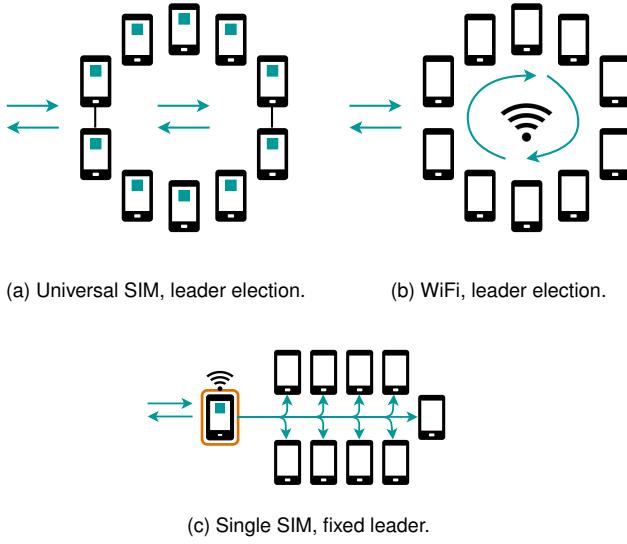 (a) Universal SIM, leader election.
(b) WiFi, leader election.
(c) Single SIM, fixed leader.